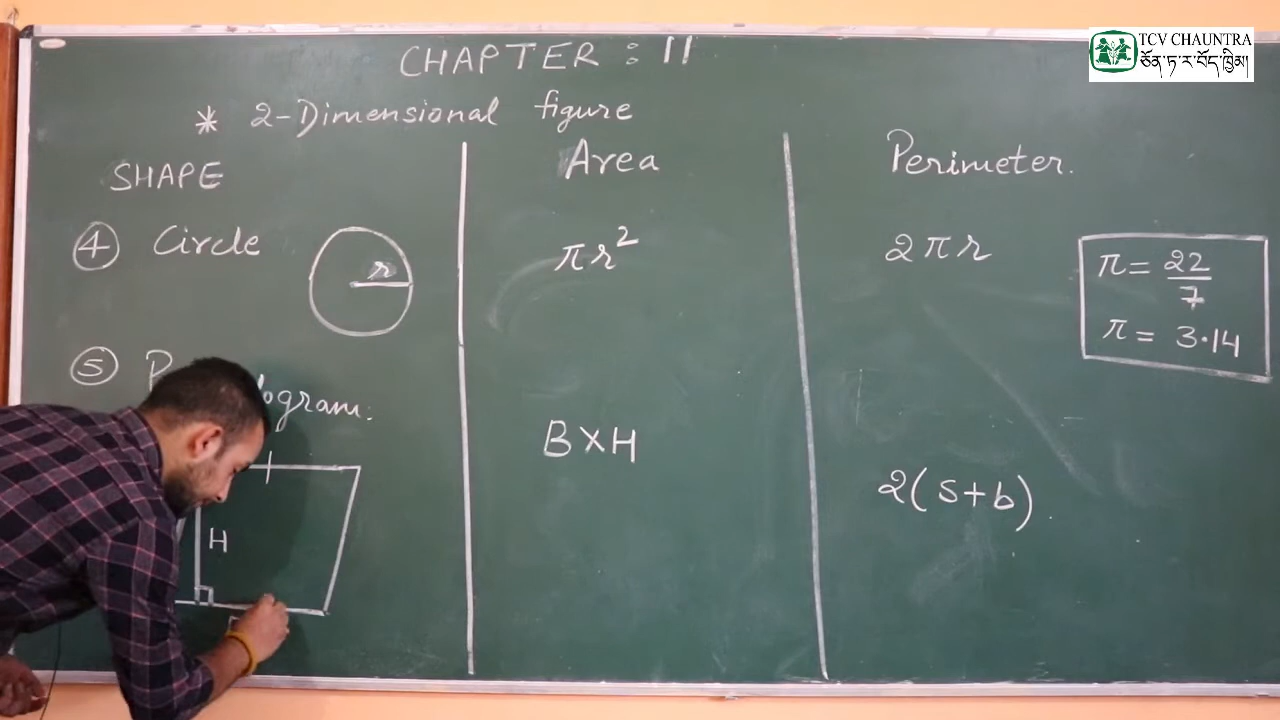 CHAPTER : 11
* 2-Dimensional figure
SHAPE
Area
Perimeter.
4 Circle
r
πr²
2πr
π = 22/7
π = 3.14
5
B×H
2(s+b).
H
TCV CHAUNTRA
ཅོན་ཏ་ར་བོད་ཁྱིམ།